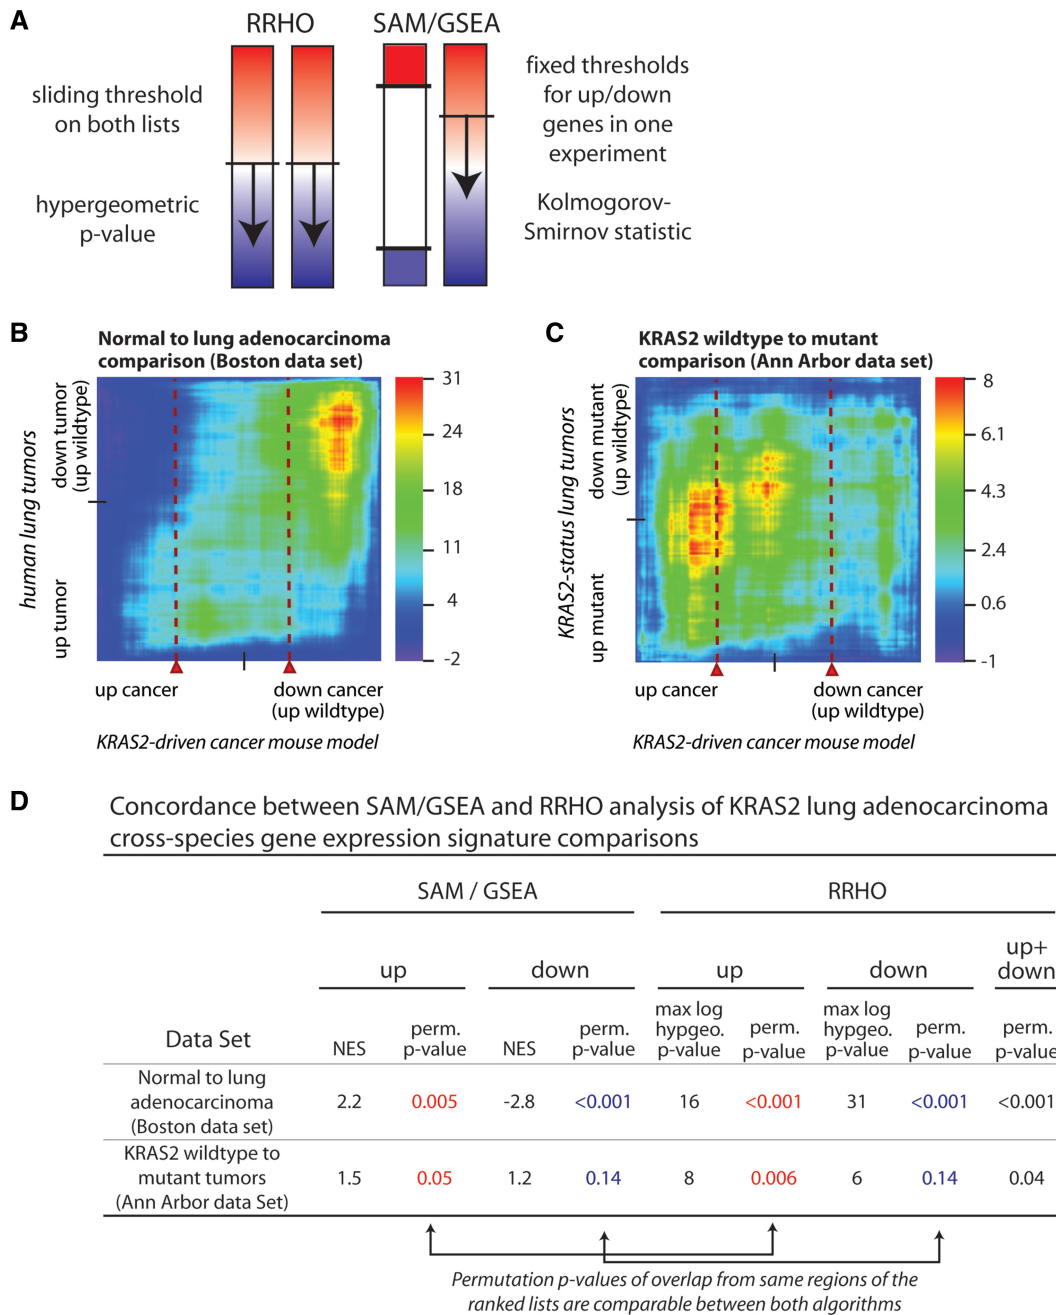 A
RRHO
SAM/GSEA
sliding threshold
on both lists
hypergeometric
p-value
fixed thresholds
for up/down
genes in one
experiment
Kolmogorov-
Smirnov statistic
B
Normal to lung adenocarcinoma
comparison (Boston data set)
human lung tumors
down tumor
(up wildtype)
up tumor
31
24
18
11
4
-2
up cancer
down cancer
(up wildtype)
KRAS2-driven cancer mouse model
C
KRAS2 wildtype to mutant
comparison (Ann Arbor data set)
KRAS2-status lung tumors
down mutant
(up wildtype)
up mutant
8
6.1
4.3
2.4
0.6
-1
up cancer
down cancer
(up wildtype)
KRAS2-driven cancer mouse model
D
Concordance between SAM/GSEA and RRHO analysis of KRAS2 lung adenocarcinoma
cross-species gene expression signature comparisons
SAM / GSEA RRHO
up down up down up+
down
Data Set NES perm.
p-value NES perm.
p-value max log
hypgeo.
p-value perm.
p-value max log
hypgeo.
p-value perm.
p-value perm.
p-value
Normal to lung
adenocarcinoma
(Boston data set)
2.2 0.005 -2.8 <0.001 16 <0.001 31 <0.001 <0.001
KRAS2 wildtype to
mutant tumors
(Ann Arbor data Set)
1.5 0.05 1.2 0.14 8 0.006 6 0.14 0.04
Permutation p-values of overlap from same regions of the
ranked lists are comparable between both algorithms